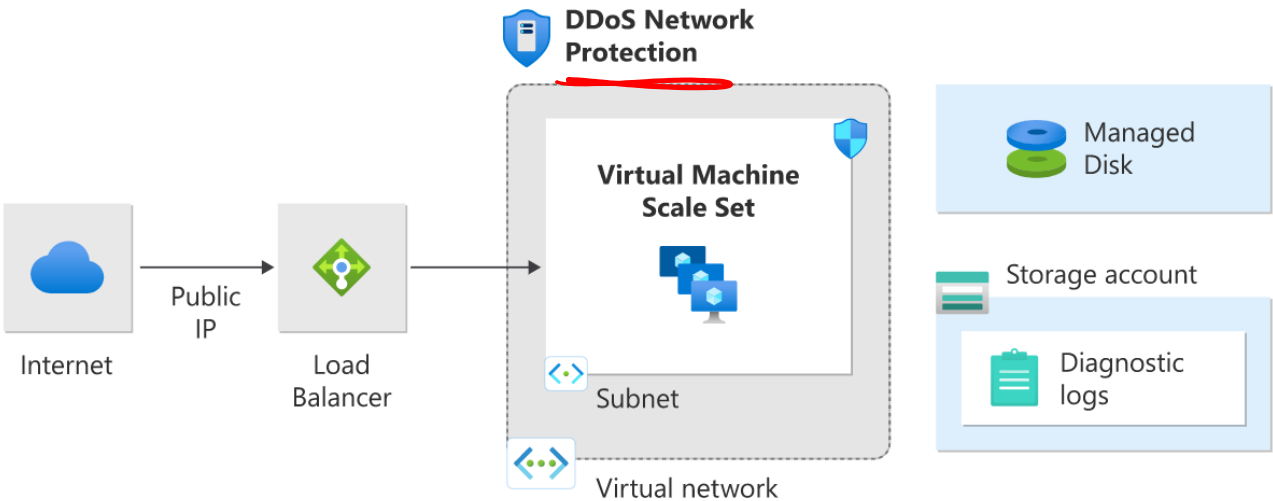 DDoS Network
Protection
Virtual Machine
Scale Set
Managed
Disk
Public
IP
Internet
Load
Balancer
Subnet
Virtual network
Storage account
Diagnostic
logs